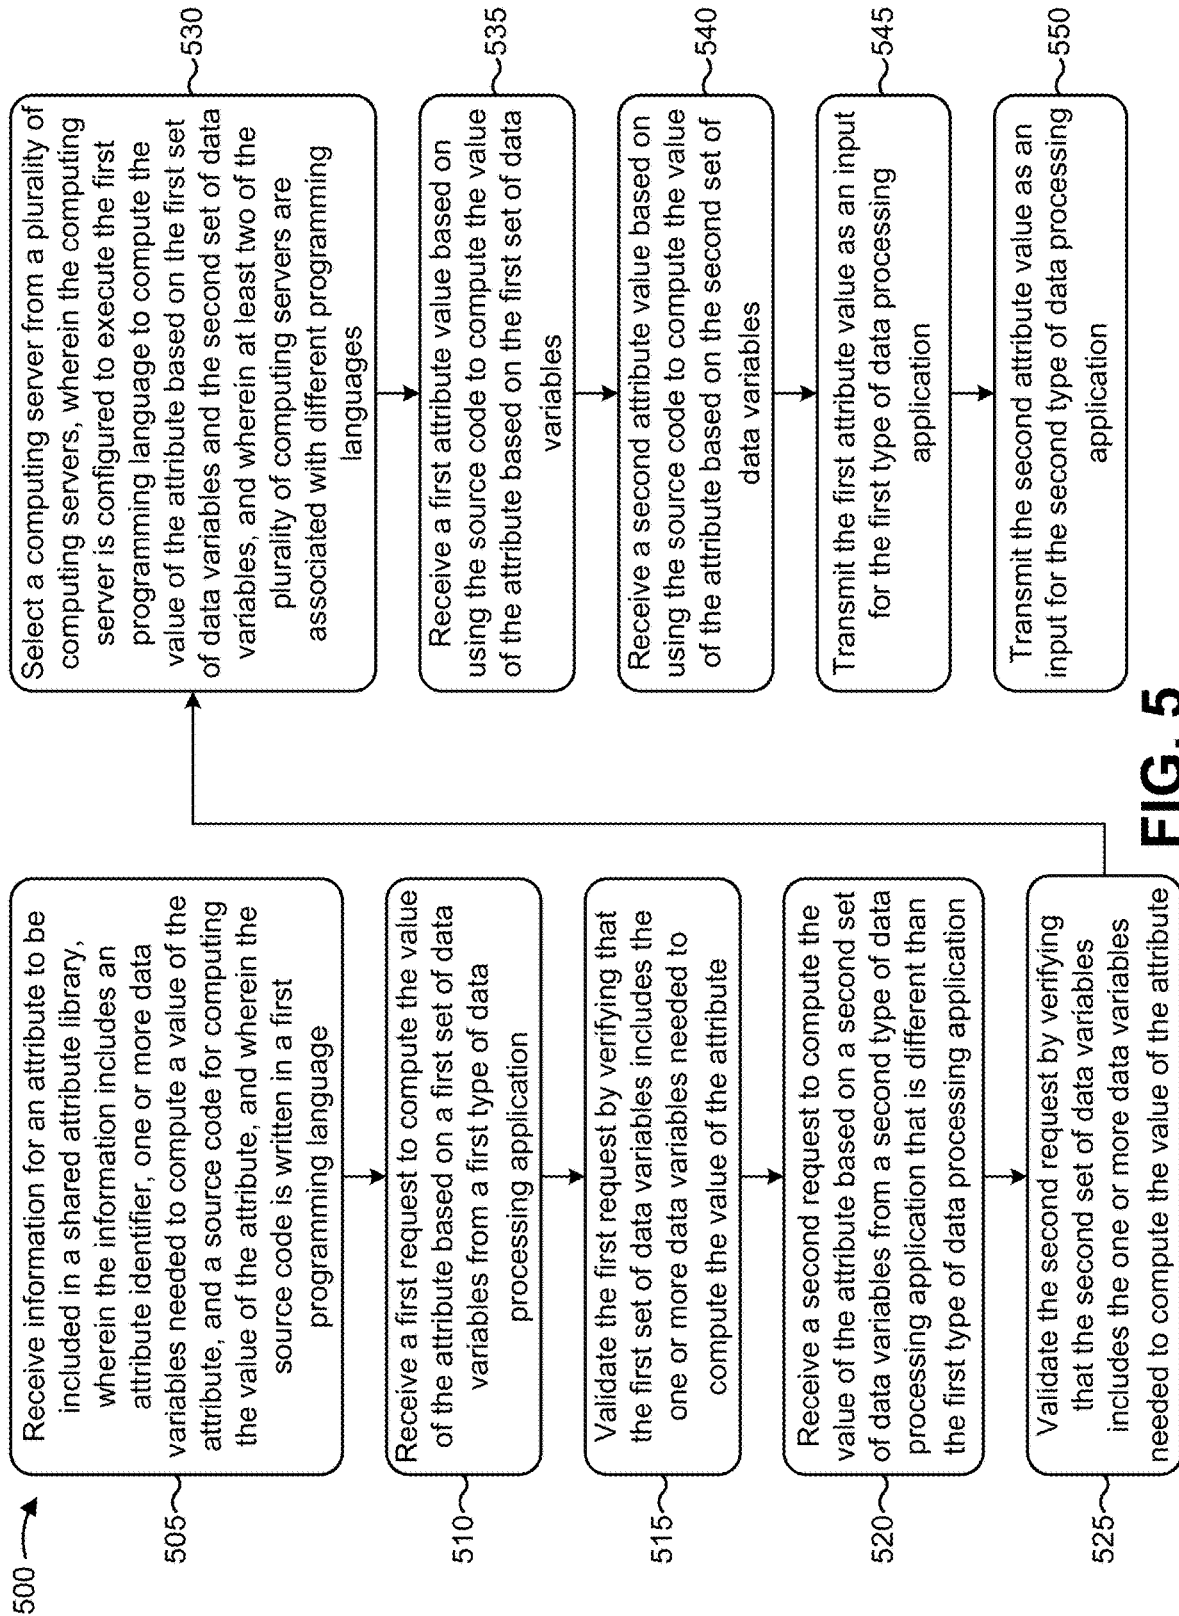 500
Receive information for an attribute to be
included in a shared attribute library,
wherein the information includes an
attribute identifier, one or more data
variables needed to compute a value of the
attribute, and a source code for computing
the value of the attribute, and wherein the
source code is written in a first
programming language
505
Receive a first request to compute the value
of the attribute based on a first set of data
variables from a first type of data
processing application
510
Validate the first request by verifying that
the first set of data variables includes the
one or more data variables needed to
compute the value of the attribute
515
Receive a second request to compute the
value of the attribute based on a second set
of data variables from a second type of data
processing application that is different than
the first type of data processing application
520
Validate the second request by verifying
that the second set of data variables
includes the one or more data variables
needed to compute the value of the attribute
525
Select a computing server from a plurality of
computing servers, wherein the computing
server is configured to execute the first
programming language to compute the
value of the attribute based on the first set
of data variables and the second set of data
variables, and wherein at least two of the
plurality of computing servers are
associated with different programming
languages
530
Receive a first attribute value based on
using the source code to compute the value
of the attribute based on the first set of data
variables
535
Receive a second attribute value based on
using the source code to compute the value
of the attribute based on the second set of
data variables
540
Transmit the first attribute value as an input
for the first type of data processing
application
545
Transmit the second attribute value as an
input for the second type of data processing
application
550
FIG. 5